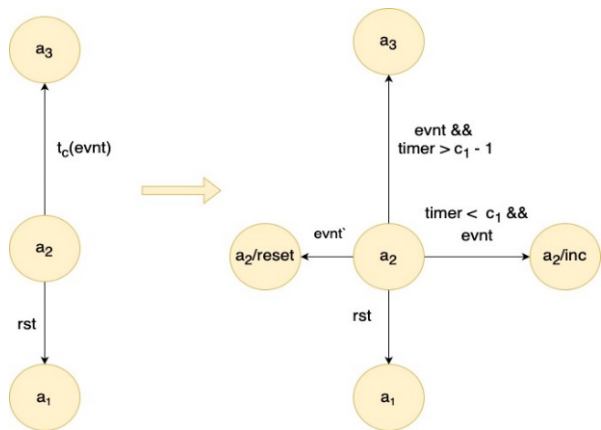 a₃
t_c(evnt)
a₂
rst
a₁
a₃
evnt &&
timer > c₁ - 1
timer < c₁ &&
evnt
a₂/reset
evnt`
a₂
a₂/inc
rst
a₁